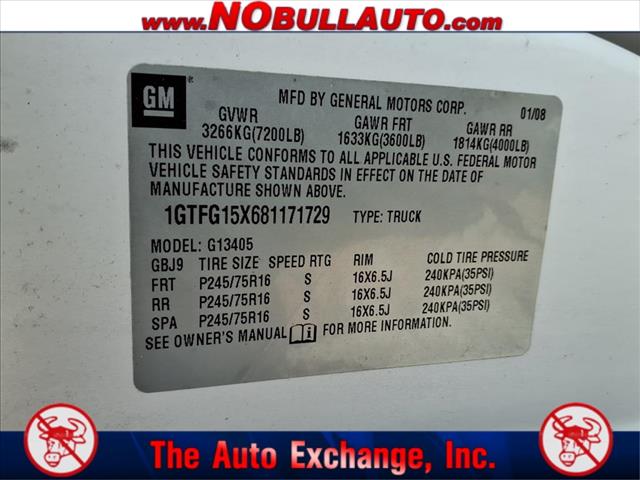 www.NOBULLAUTO.com
GM
MFD BY GENERAL MOTORS CORP. 01/08
GVWR GAWR FRT GAWR RR
3266KG(7200LB) 1633KG(3600LB) 1814KG(4000LB)
THIS VEHICLE CONFORMS TO ALL APPLICABLE U.S. FEDERAL MOTOR
VEHICLE SAFETY STANDARDS IN EFFECT ON THE DATE OF
MANUFACTURE SHOWN ABOVE.
1GTFG15X681171729 TYPE: TRUCK
MODEL: G13405
GBJ9 TIRE SIZE SPEED RTG RIM COLD TIRE PRESSURE
FRT P245/75R16 S 16X6.5J 240KPA(35PSI)
RR P245/75R16 S 16X6.5J 240KPA(35PSI)
SPA P245/75R16 S 16X6.5J 240KPA(35PSI)
SEE OWNER'S MANUAL i FOR MORE INFORMATION.
The Auto Exchange, Inc.